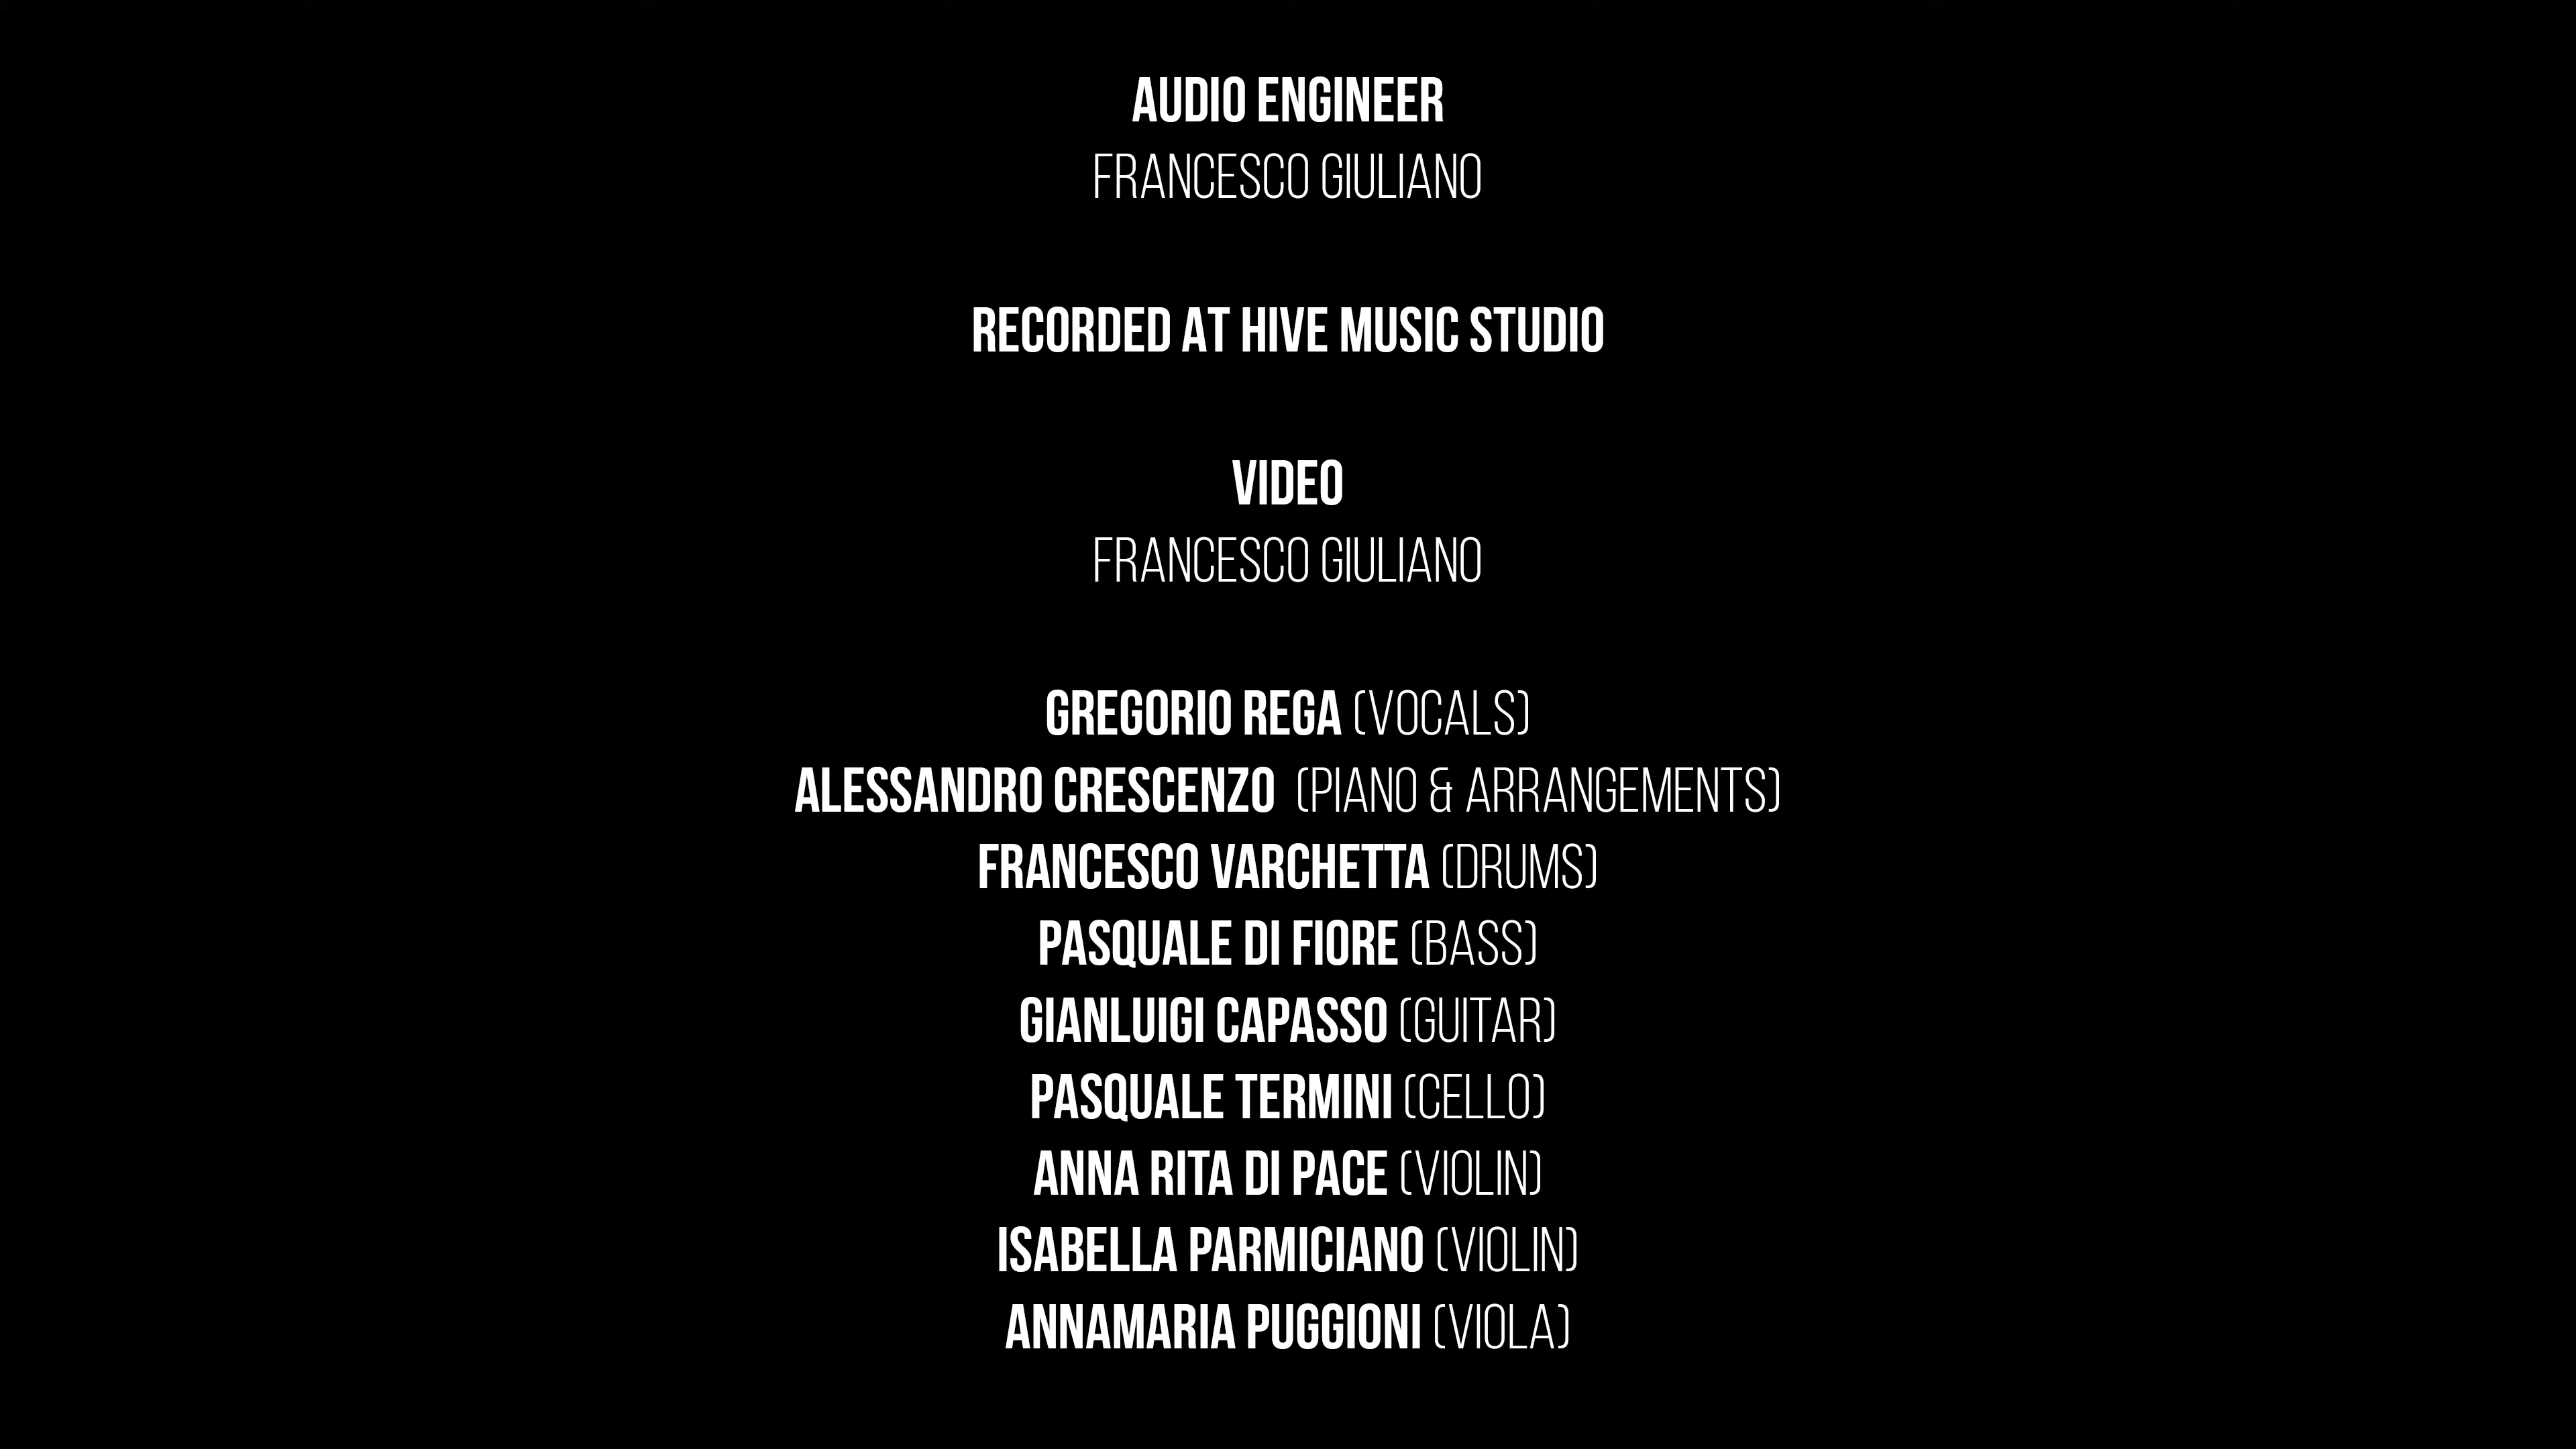 AUDIO ENGINEER
FRANCESCO GIULIANO
RECORDED AT HIVE MUSIC STUDIO
VIDEO
FRANCESCO GIULIANO
GREGORIO REGA (VOCALS)
ALESSANDRO CRESCENZO (PIANO & ARRANGEMENTS)
FRANCESCO VARCHETTA (DRUMS)
PASQUALE DI FIORE (BASS)
GIANLUIGI CAPASSO (GUITAR)
PASQUALE TERMINI (CELLO)
ANNA RITA DI PACE (VIOLIN)
ISABELLA PARMICIANO (VIOLIN)
ANNAMARIA PUGGIONI (VIOLA)